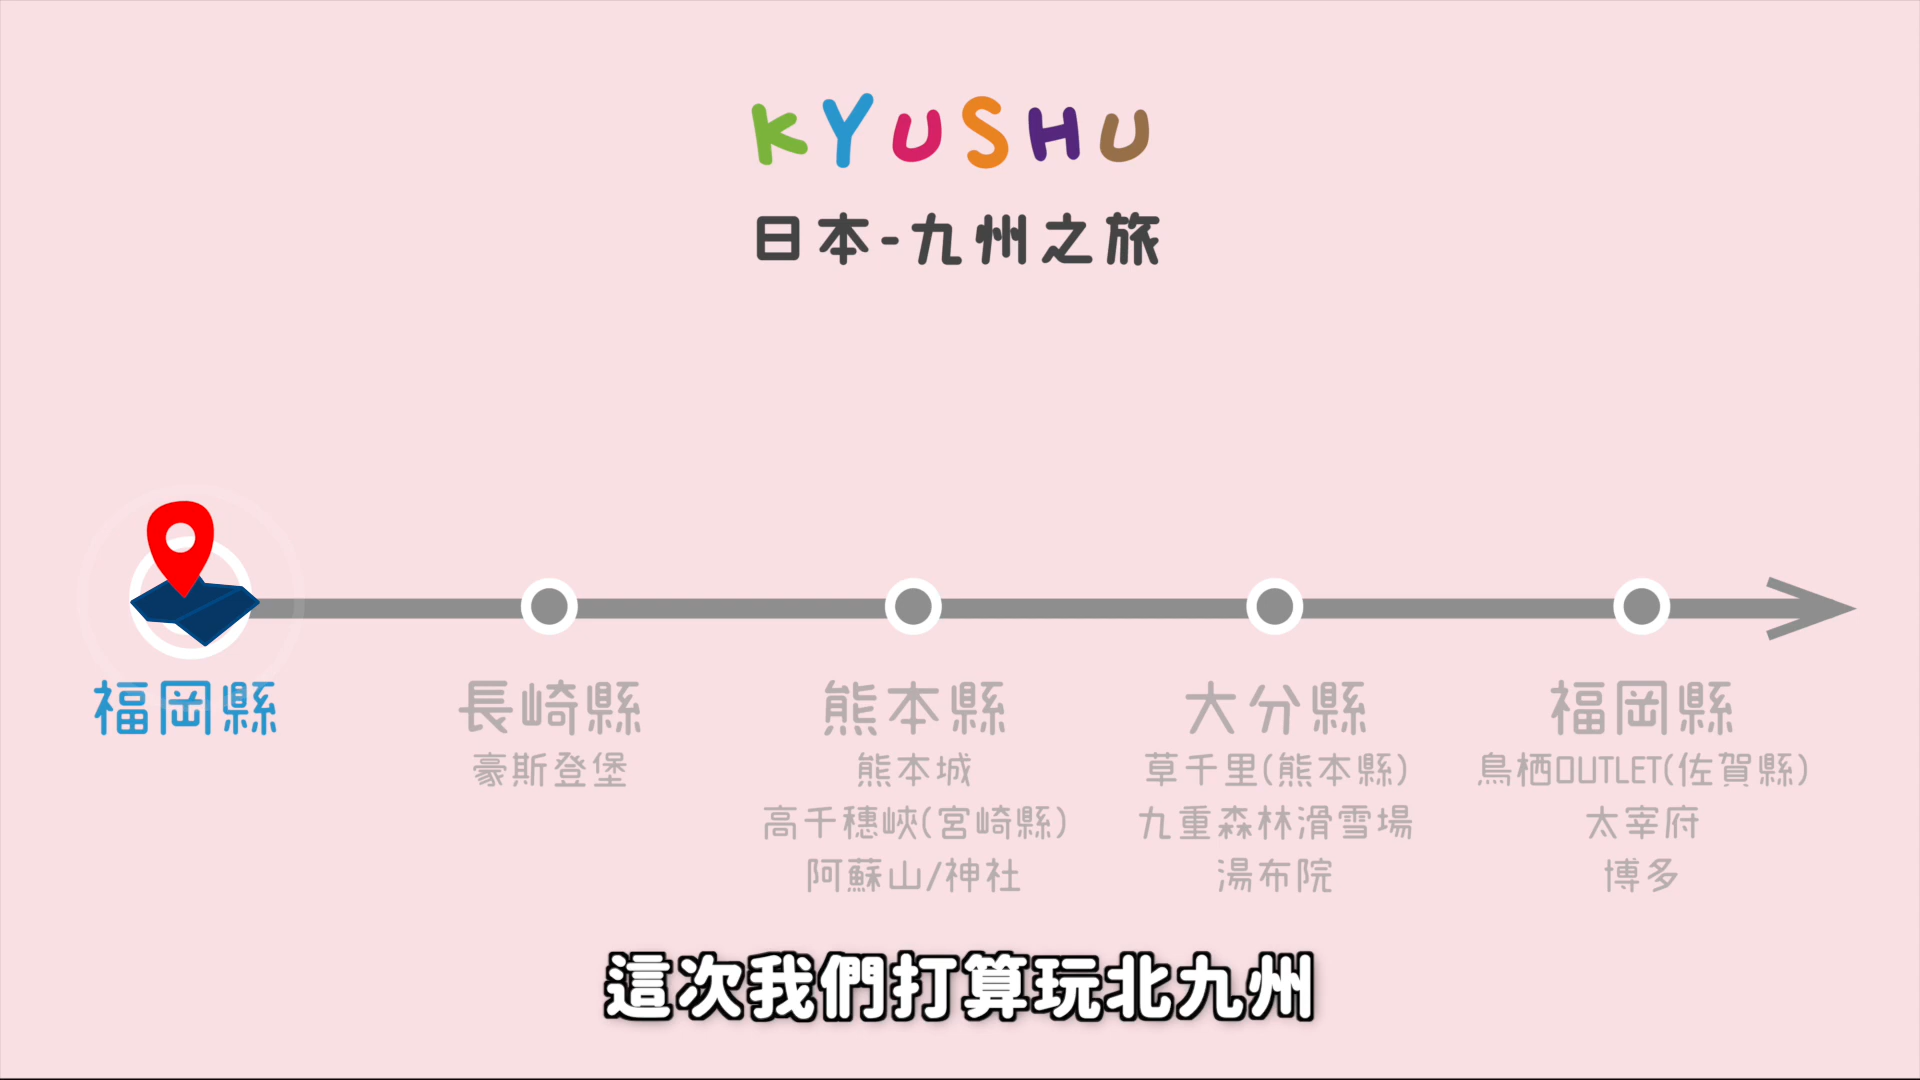 KYUSHU
日本-九州之旅
福岡縣
長崎縣
豪斯登堡
熊本縣
熊本城
高千穗峽(宮崎縣)
阿蘇山/神社
大分縣
草千里(熊本縣)
九重森林滑雪場
湯布院
福岡縣
鳥栖OUTLET(佐賀縣)
太宰府
博多
這次我們打算玩北九州